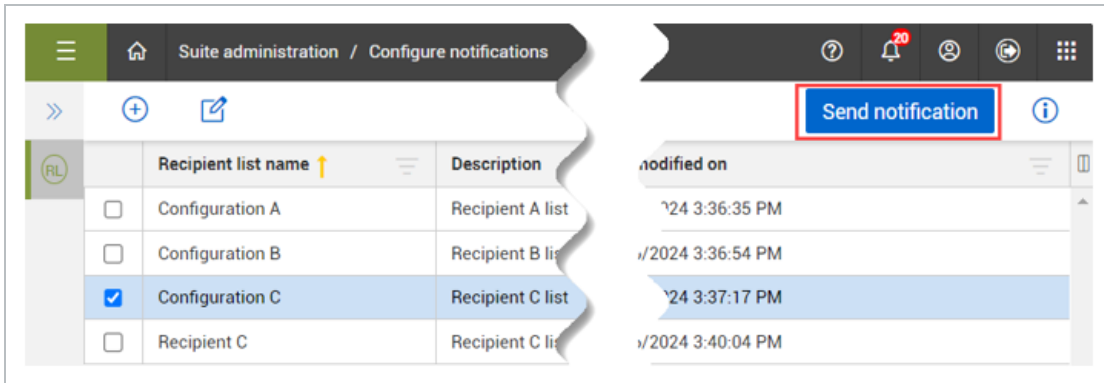 Suite administration / Configure notifications 20
Send notification
RL Recipient list name Description modified on
Configuration A Recipient A list 024 3:36:35 PM
Configuration B Recipient B lis /2024 3:36:54 PM
Configuration C Recipient C list 24 3:37:17 PM
Recipient C Recipient C lis /2024 3:40:04 PM